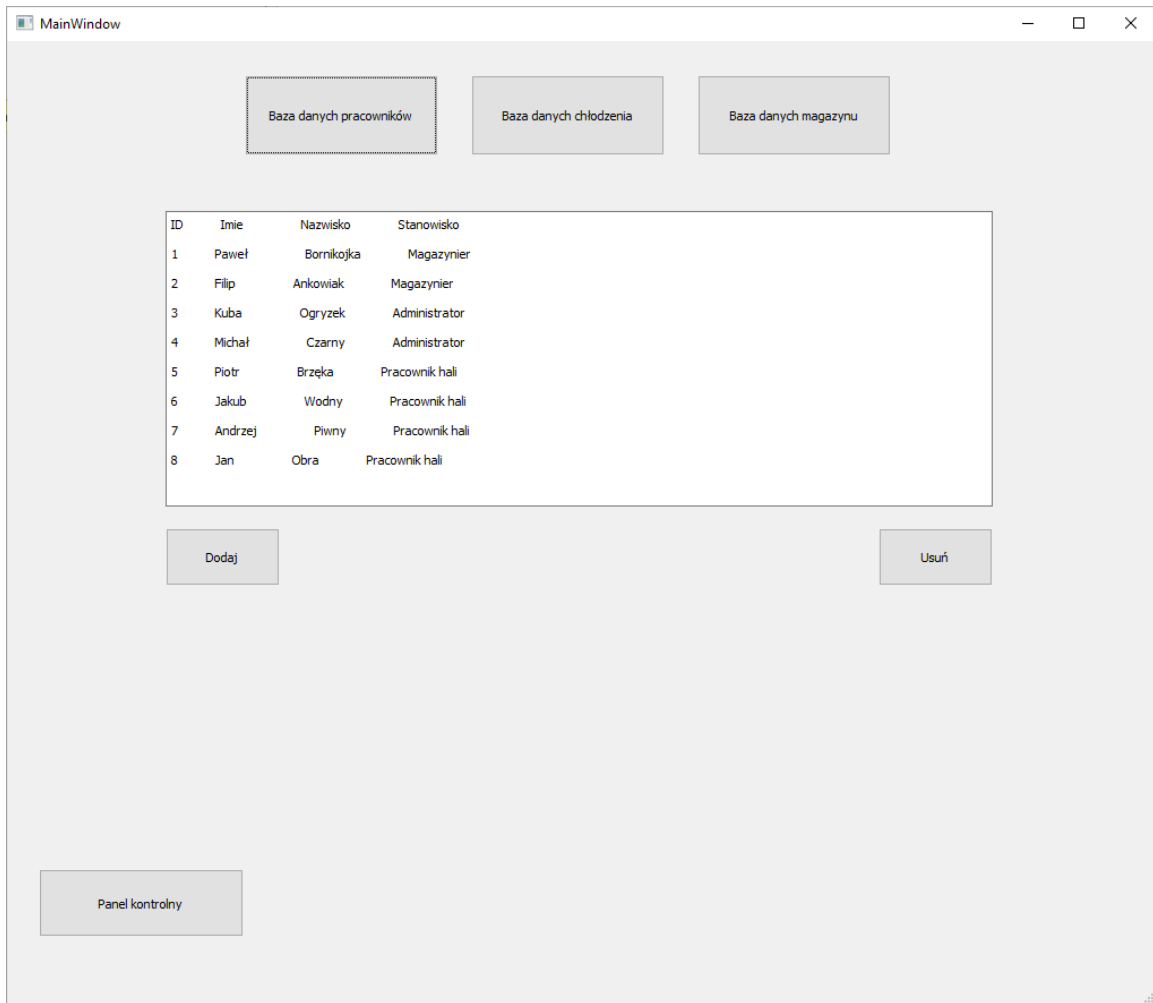 MainWindow
Baza danych pracowników Baza danych chłodzenia Baza danych magazynu
ID Imie Nazwisko Stanowisko
1 Paweł Bornikojka Magazynier
2 Filip Ankowiak Magazynier
3 Kuba Ogryzek Administrator
4 Michał Czarny Administrator
5 Piotr Brzęka Pracownik hali
6 Jakub Wodny Pracownik hali
7 Andrzej Piwny Pracownik hali
8 Jan Obra Pracownik hali
Dodaj Usuń
Panel kontrolny